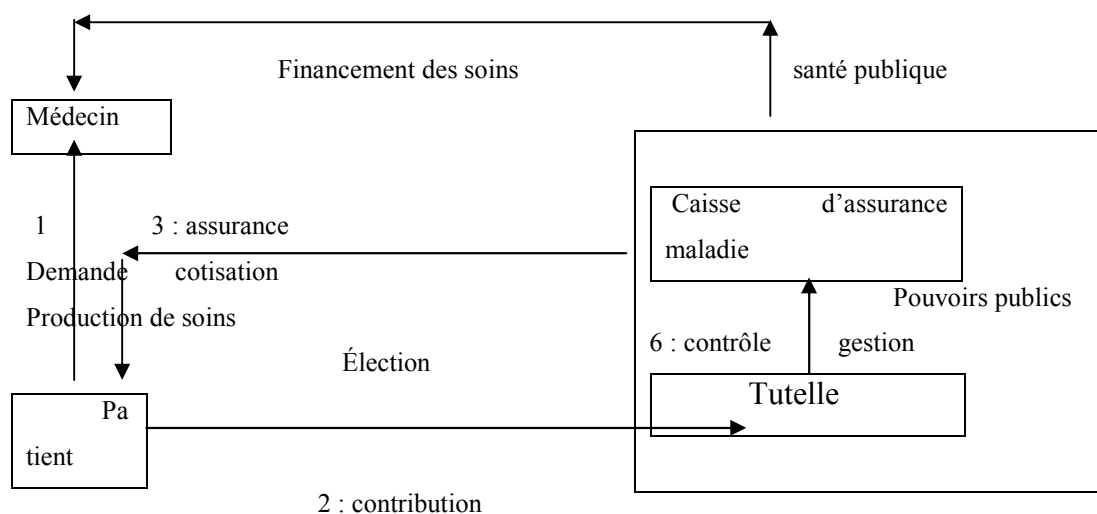 Financement des soins santé publique
Médecin
Caisse d'assurance
maladie
1 3 : assurance
Demande cotisation
Production de soins
Pouvoirs publics
6 : contrôle gestion
Élection
Tutelle
Pa
tient
2 : contribution